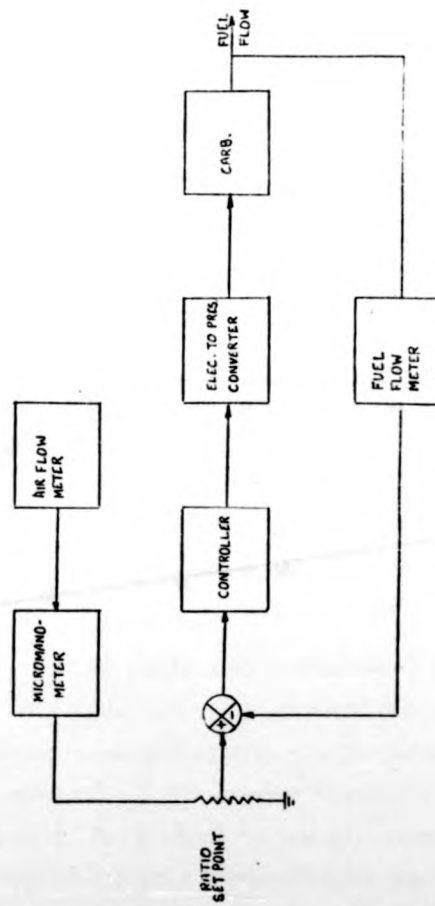 AIR FLOW
METER
MICROMANO-
METER
RATIO
SET POINT
+
-
CONTROLLER
ELEC. TO PRES.
CONVERTER
CARB.
FUEL
FLOW
FUEL
FLOW
METER